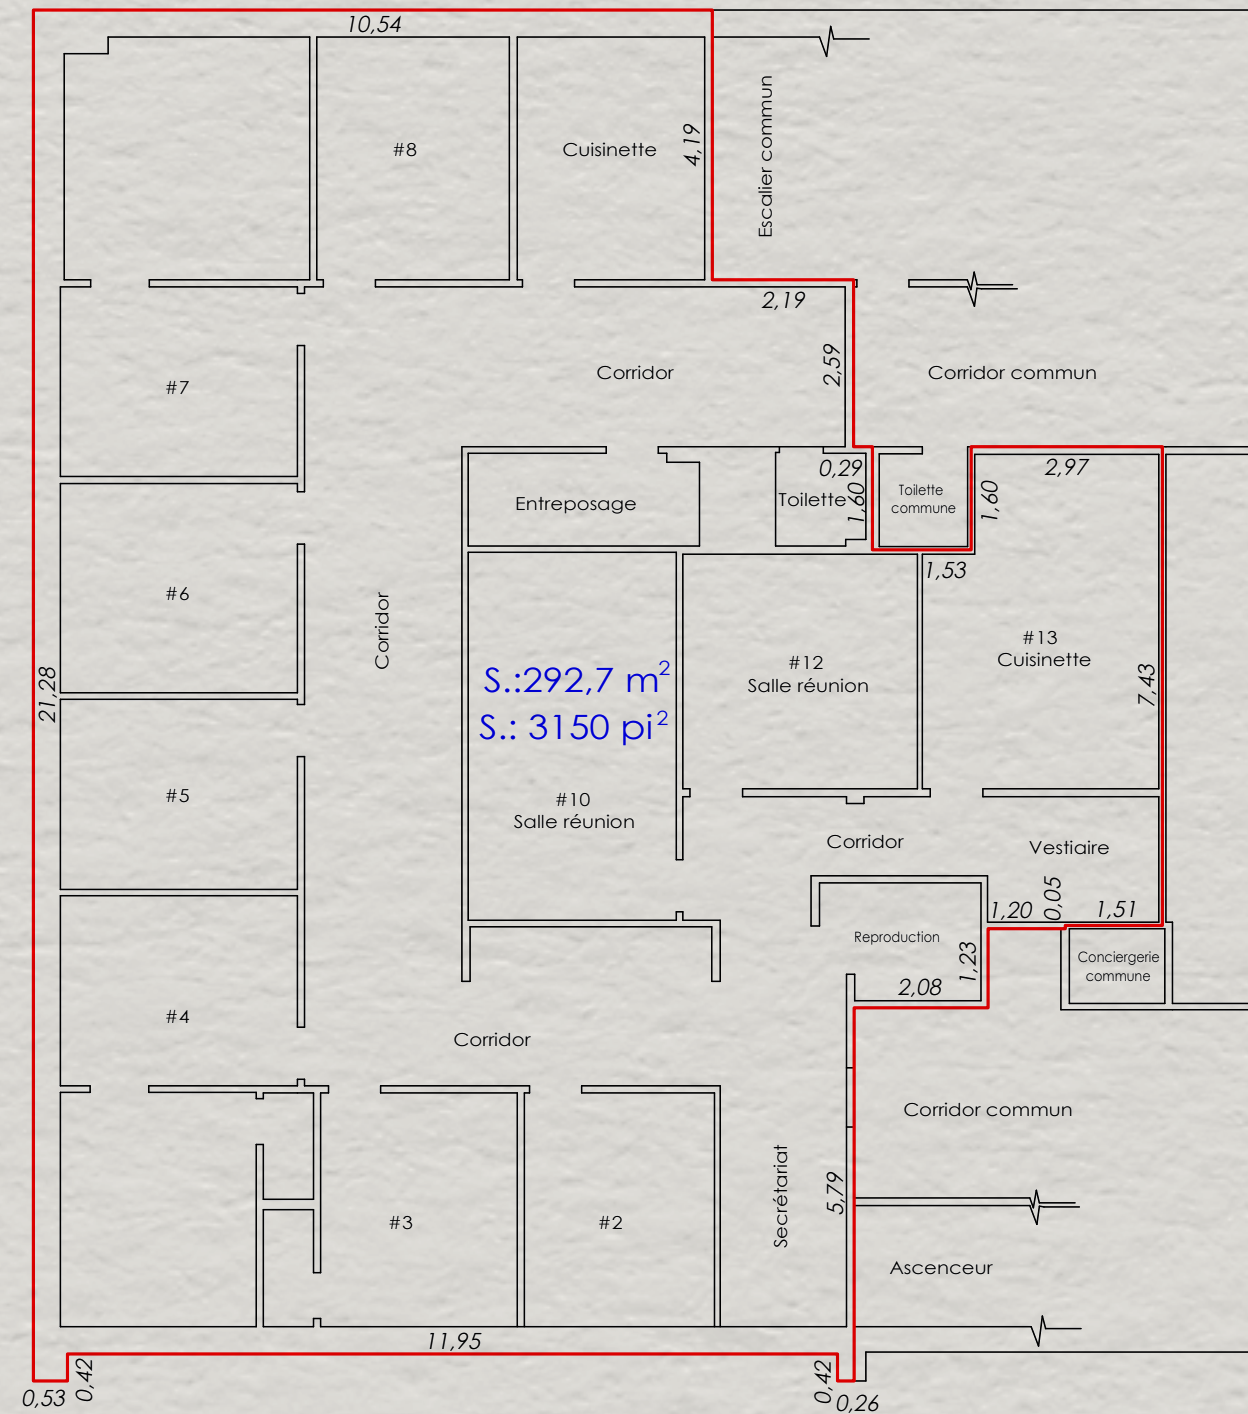 10,54
#8
Cuisinette
4,19
Escalier commun
2,19
2,59
#7
Corridor
Corridor commun
0,29
2,97
Entreposage
Toilette
1,60
Toilette
commune
1,60
1,53
#6
Corridor
#13
Cuisinette
#12
Salle réunion
S.:292,7 m²
S.: 3150 pi²
21,28
7,43
#5
#10
Salle réunion
Corridor
Vestiaire
1,20
0,05
1,51
Reproduction
1,23
Conciergerie
commune
2,08
#4
Corridor
Corridor commun
Secrétariat
5,79
#3
#2
Ascenceur
11,95
0,53
0,42
0,42
0,26